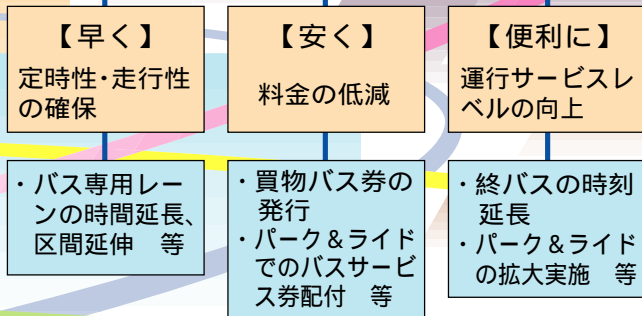 【早く】
定時性・走行性
の確保
【安く】
料金の低減
【便利に】
運行サービスレ
ベルの向上
・バス専用レー
ンの時間延長、
区間延伸　等
・買物バス券の
発行
・パーク＆ライド
でのバスサービ
ス券配付　等
・終バスの時刻
延長
・パーク＆ライド
の拡大実施　等